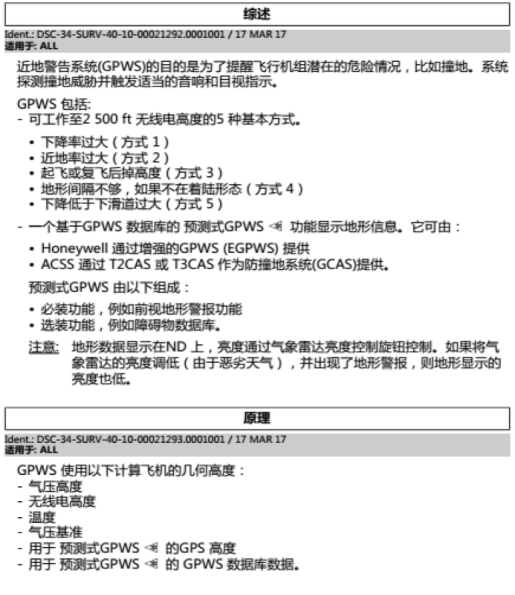 综述
Ident.: DSC-34-SURV-40-10-00021292.0001001 / 17 MAR 17
适用于: ALL
近地警告系统(GPWS)的目的是为了提醒飞行机组潜在的危险情况，比如撞地。系统
探测撞地威胁并触发适当的音响和目视指示。
GPWS 包括:
- 可工作至2 500 ft 无线电高度的5 种基本方式。
• 下降率过大（方式 1）
• 近地率过大（方式 2）
• 起飞或复飞后掉高度（方式 3）
• 地形间隔不够，如果不在着陆形态（方式 4）
• 下降低于下滑道过大（方式 5）
- 一个基于GPWS 数据库的 预测式GPWS 功能显示地形信息。它可由：
• Honeywell 通过增强的GPWS (EGPWS) 提供
• ACSS 通过 T2CAS 或 T3CAS 作为防撞地系统(GCAS)提供。
预测式GPWS 由以下组成：
• 必装功能，例如前视地形警报功能
• 选装功能，例如障碍物数据库。
注意: 地形数据显示在ND 上，亮度通过气象雷达亮度控制旋钮控制。如果将气
象雷达的亮度调低（由于恶劣天气），并出现了地形警报，则地形显示的
亮度也低。
原理
Ident.: DSC-34-SURV-40-10-00021293.0001001 / 17 MAR 17
适用于: ALL
GPWS 使用以下计算飞机的几何高度：
- 气压高度
- 无线电高度
- 温度
- 气压基准
- 用于 预测式GPWS 的GPS 高度
- 用于 预测式GPWS 的 GPWS 数据库数据。